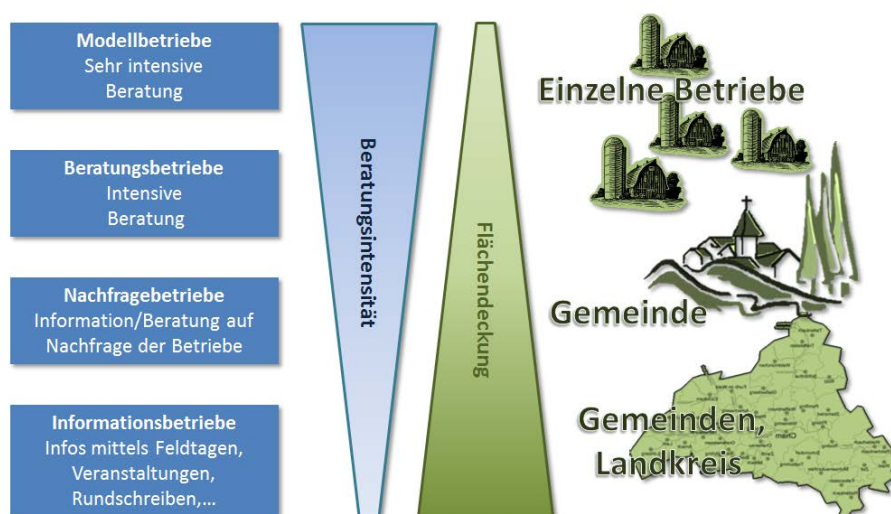 Modellbetriebe
Sehr intensive
Beratung
Beratungsbetriebe
Intensive
Beratung
Nachfragebetriebe
Information/Beratung auf
Nachfrage der Betriebe
Informationsbetriebe
Infos mittels Feldtagen,
Veranstaltungen,
Rundschreiben,...
Beratungsintensität
Flächendeckung
Einzelne Betriebe
Gemeinde
Gemeinden,
Landkreis
Cham